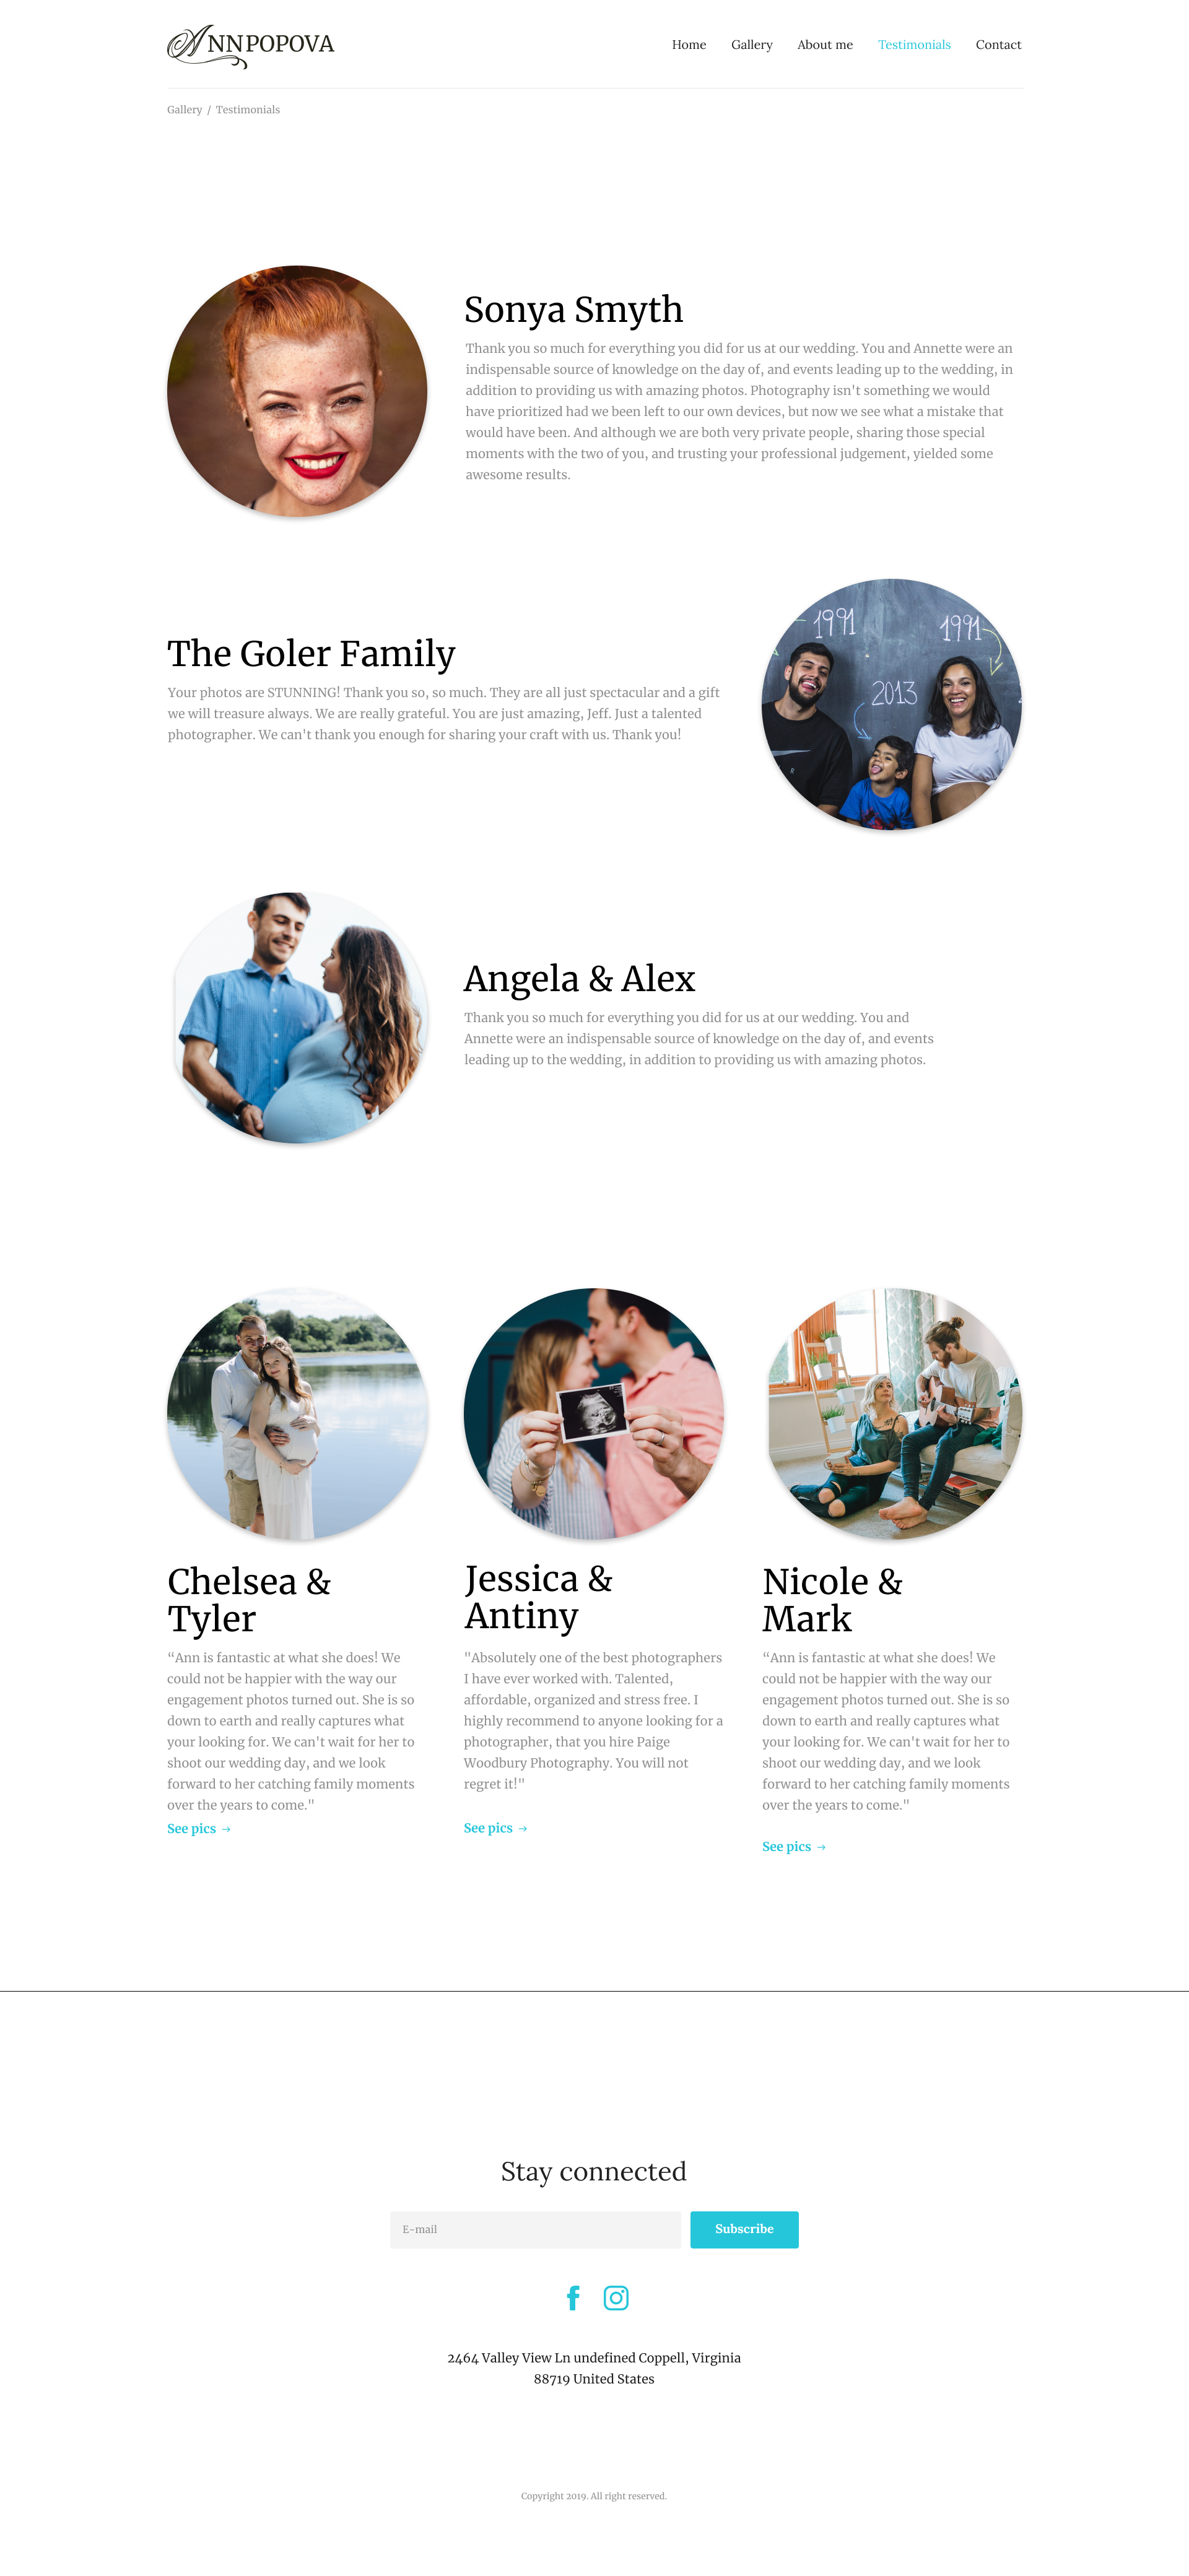 ANNPOPOVA
Home Gallery About me Testimonials Contact
Gallery / Testimonials
Sonya Smyth
Thank you so much for everything you did for us at our wedding. You and Annette were an
indispensable source of knowledge on the day of, and events leading up to the wedding, in
addition to providing us with amazing photos. Photography isn't something we would
have prioritized had we been left to our own devices, but now we see what a mistake that
would have been. And although we are both very private people, sharing those special
moments with the two of you, and trusting your professional judgement, yielded some
awesome results.
The Goler Family
Your photos are STUNNING! Thank you so, so much. They are all just spectacular and a gift
we will treasure always. We are really grateful. You are just amazing, Jeff. Just a talented
photographer. We can't thank you enough for sharing your craft with us. Thank you!
1991
1991
2013
Angela & Alex
Thank you so much for everything you did for us at our wedding. You and
Annette were an indispensable source of knowledge on the day of, and events
leading up to the wedding, in addition to providing us with amazing photos.
Chelsea &
Tyler
“Ann is fantastic at what she does! We
could not be happier with the way our
engagement photos turned out. She is so
down to earth and really captures what
your looking for. We can't wait for her to
shoot our wedding day, and we look
forward to her catching family moments
over the years to come."
See pics →
Jessica &
Antiny
"Absolutely one of the best photographers
I have ever worked with. Talented,
affordable, organized and stress free. I
highly recommend to anyone looking for a
photographer, that you hire Paige
Woodbury Photography. You will not
regret it!"
See pics →
Nicole &
Mark
“Ann is fantastic at what she does! We
could not be happier with the way our
engagement photos turned out. She is so
down to earth and really captures what
your looking for. We can't wait for her to
shoot our wedding day, and we look
forward to her catching family moments
over the years to come."
See pics →
Stay connected
E-mail
Subscribe
2464 Valley View Ln undefined Coppell, Virginia
88719 United States
Copyright 2019. All right reserved.